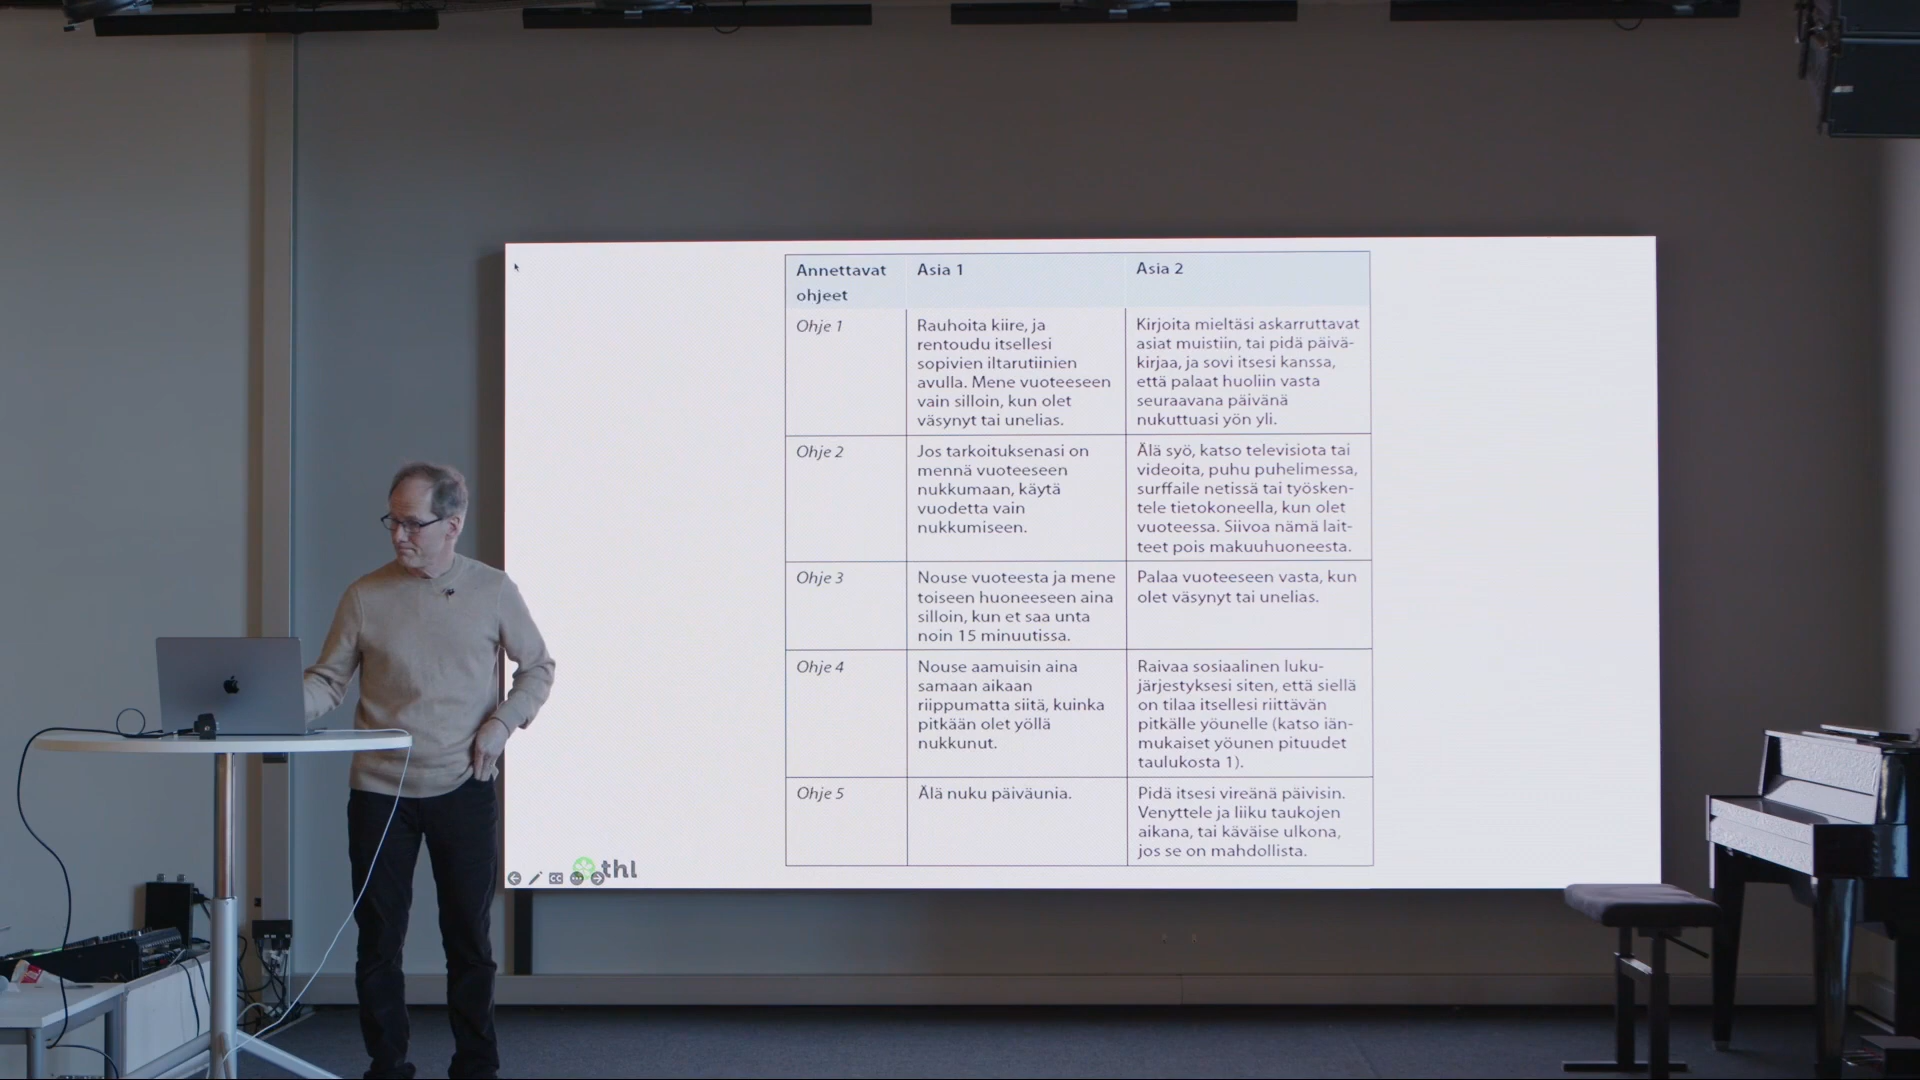 Annettavat
ohjeet
Asia 1
Asia 2
Ohje 1
Rauhoita kiire, ja
rentoudu itsellesi
sopivien iltarutiinien
avulla. Mene vuoteeseen
vain silloin, kun olet
väsynyt tai unelias.
Kirjoita mieltäsi askarruttavat
asiat muistiin, tai pidä päivä-
kirjaa, ja sovi itsesi kanssa,
että palaat huoliin vasta
seuraavana päivänä
nukuttuasi yön yli.
Ohje 2
Jos tarkoituksenasi on
mennä vuoteeseen
nukkumaan, käytä
vuodetta vain
nukkumiseen.
Älä syö, katso televisiota tai
videoita, puhu puhelimessa,
surffaile netissä tai työsken-
tele tietokoneella, kun olet
vuoteessa. Siivoa nämä lait-
teet pois makuuhuoneesta.
Ohje 3
Nouse vuoteesta ja mene
toiseen huoneeseen aina
silloin, kun et saa unta
noin 15 minuutissa.
Palaa vuoteeseen vasta, kun
olet väsynyt tai unelias.
Ohje 4
Nouse aamuisin aina
samaan aikaan
riippumatta siitä, kuinka
pitkään olet yöllä
nukkunut.
Raivaa sosiaalinen luku-
järjestyksesi siten, että siellä
on tilaa itsellesi riittävän
pitkälle yöunelle (katso iän-
mukaiset yöunen pituudet
taulukosta 1).
Ohje 5
Älä nuku päiväunia.
Pidä itsesi vireänä päivisin.
Venyttele ja liiku taukojen
aikana, tai käväise ulkona,
jos se on mahdollista.
thl